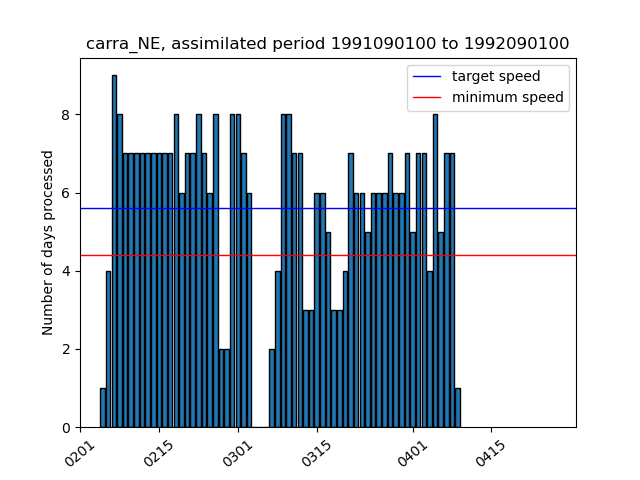 carra_NE, assimilated period 1991090100 to 1992090100
target speed
minimum speed
Number of days processed
8
6
4
2
0
0201
0215
0301
0315
0401
0415